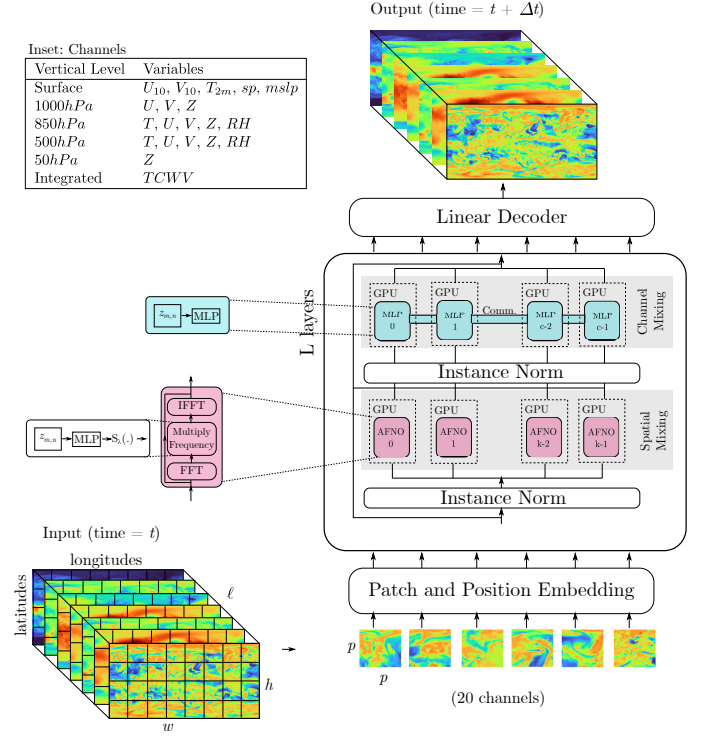 Output (time = t + Δt)
Inset: Channels
Vertical Level Variables
Surface U10, V10, T2m, sp, mslp
1000hPa U, V, Z
850hPa T, U, V, Z, RH
500hPa T, U, V, Z, RH
50hPa Z
Integrated TCWV
Linear Decoder
L layers
GPU GPU GPU GPU
MLP 0
MLP 1
Comm.
MLP c-2
MLP c-1
Channel Mixing
zm,n MLP
Instance Norm
GPU GPU GPU GPU
AFNO 0
AFNO 1
AFNO k-2
AFNO k-1
Spatial Mixing
IFFT
Multiply
Frequency
FFT
zm,n MLP Sλ(.)
Instance Norm
Input (time = t)
longitudes
latitudes
ℓ
h
w
Patch and Position Embedding
p
p
(20 channels)